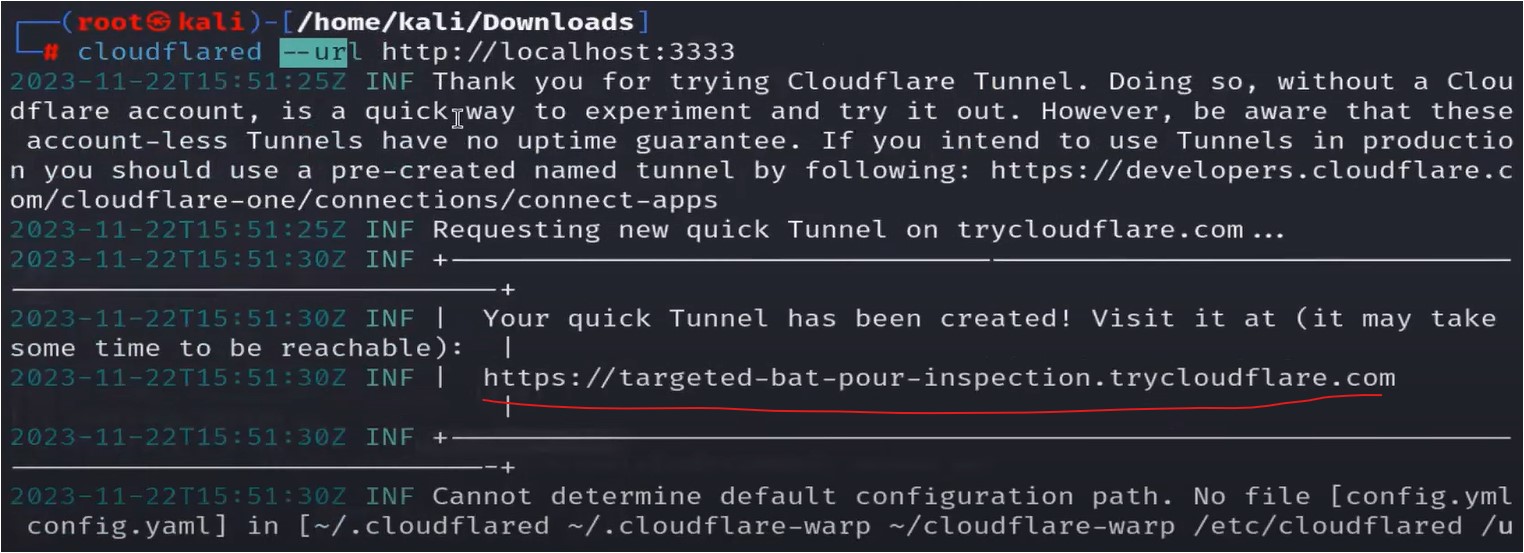 (root㉿kali)-[/home/kali/Downloads]
# cloudflared --url http://localhost:3333
2023-11-22T15:51:25Z INF Thank you for trying Cloudflare Tunnel. Doing so, without a Clou
dflare account, is a quick way to experiment and try it out. However, be aware that these
account-less Tunnels have no uptime guarantee. If you intend to use Tunnels in productio
n you should use a pre-created named tunnel by following: https://developers.cloudflare.c
om/cloudflare-one/connections/connect-apps
2023-11-22T15:51:25Z INF Requesting new quick Tunnel on trycloudflare.com...
2023-11-22T15:51:30Z INF +
+
2023-11-22T15:51:30Z INF | Your quick Tunnel has been created! Visit it at (it may take
some time to be reachable): |
2023-11-22T15:51:30Z INF | https://targeted-bat-pour-inspection.trycloudflare.com
|
2023-11-22T15:51:30Z INF +
-+
2023-11-22T15:51:30Z INF Cannot determine default configuration path. No file [config.yml
config.yaml] in [~/.cloudflared ~/.cloudflare-warp ~/cloudflare-warp /etc/cloudflared /u